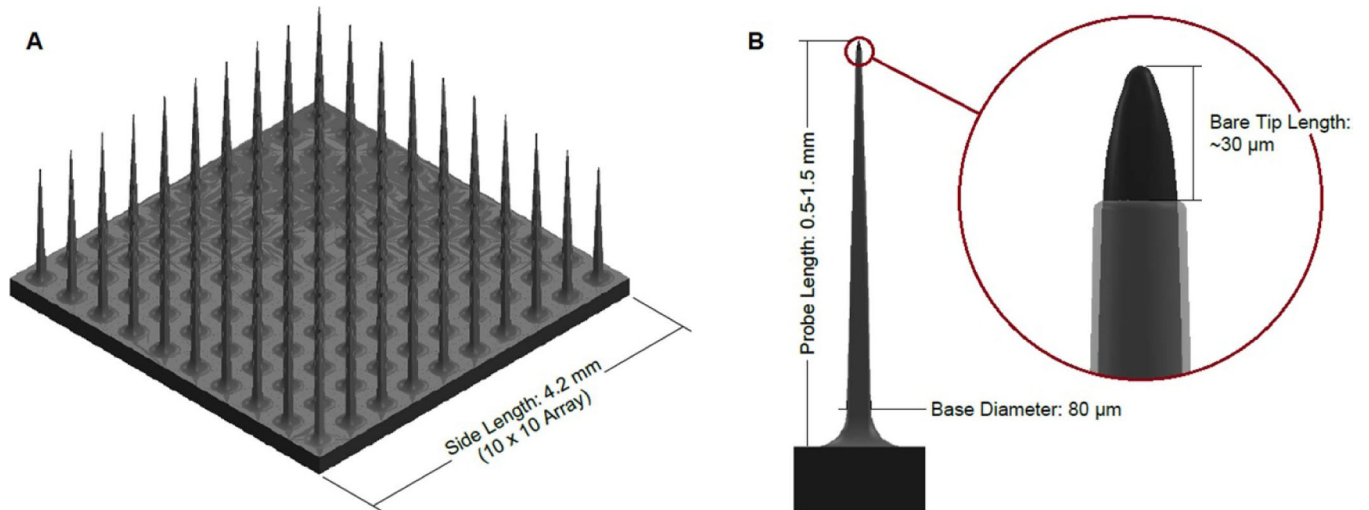 A
Side Length: 4.2 mm
(10 x 10 Array)
B
Probe Length: 0.5-1.5 mm
Bare Tip Length:
~30 µm
Base Diameter: 80 µm